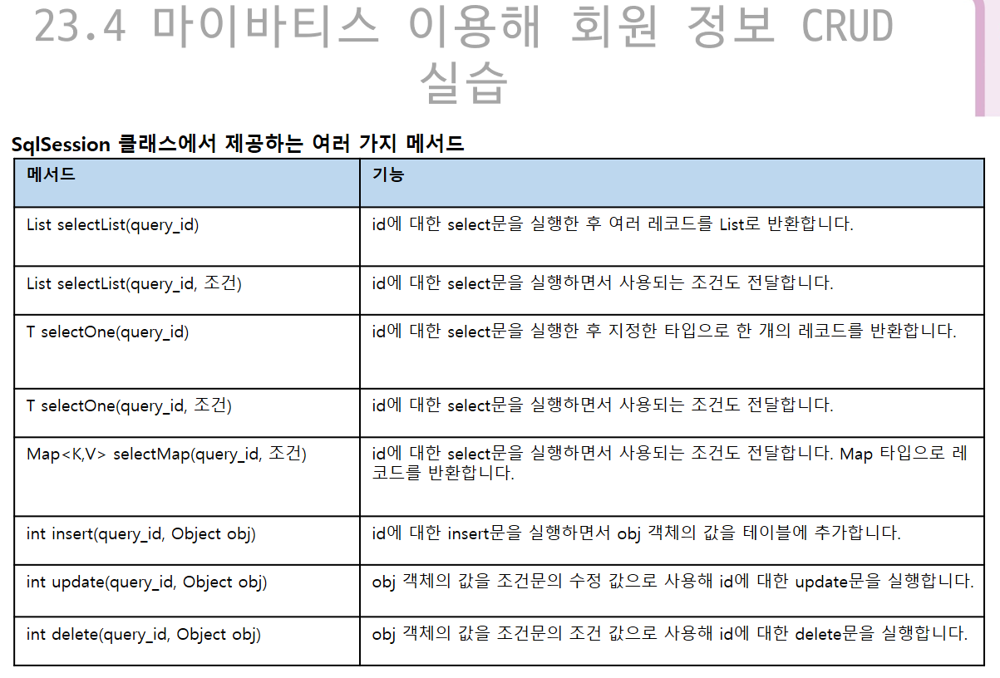 23.4 마이바티스 이용해 회원 정보 CRUD
실습
SqlSession 클래스에서 제공하는 여러 가지 메서드
메서드 기능
List selectList(query_id) id에 대한 select문을 실행한 후 여러 레코드를 List로 반환합니다.
List selectList(query_id, 조건) id에 대한 select문을 실행하면서 사용되는 조건도 전달합니다.
T selectOne(query_id) id에 대한 select문을 실행한 후 지정한 타입으로 한 개의 레코드를 반환합니다.
T selectOne(query_id, 조건) id에 대한 select문을 실행하면서 사용되는 조건도 전달합니다.
Map<K,V> selectMap(query_id, 조건) id에 대한 select문을 실행하면서 사용되는 조건도 전달합니다. Map 타입으로 레
코드를 반환합니다.
int insert(query_id, Object obj) id에 대한 insert문을 실행하면서 obj 객체의 값을 테이블에 추가합니다.
int update(query_id, Object obj) obj 객체의 값을 조건문의 수정 값으로 사용해 id에 대한 update문을 실행합니다.
int delete(query_id, Object obj) obj 객체의 값을 조건문의 조건 값으로 사용해 id에 대한 delete문을 실행합니다.